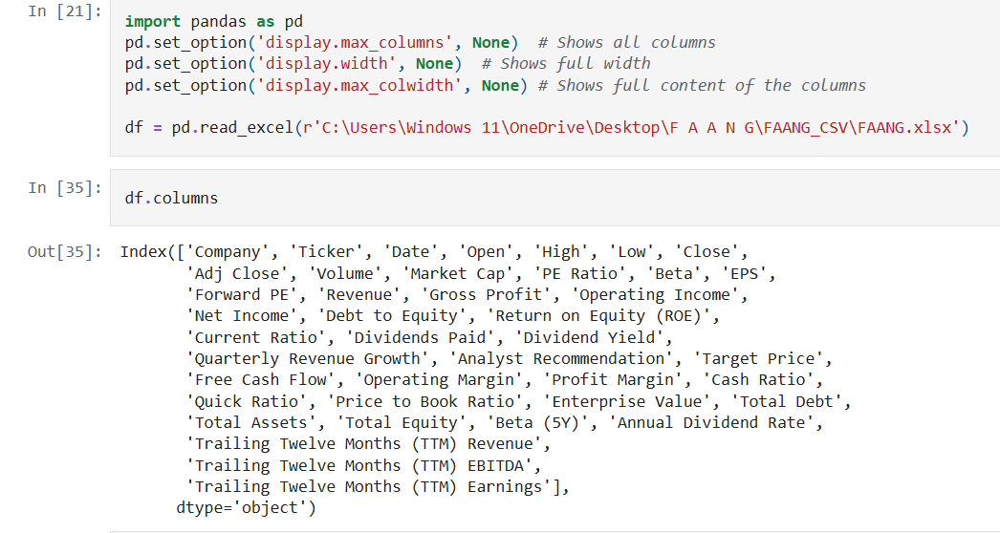 In [21]:
import pandas as pd
pd.set_option('display.max_columns', None)  # Shows all columns
pd.set_option('display.width', None)  # Shows full width
pd.set_option('display.max_colwidth', None) # Shows full content of the columns
df = pd.read_excel(r'C:\Users\Windows 11\OneDrive\Desktop\F A A N G\FAANG_CSV\FAANG.xlsx')
In [35]:
df.columns
Out[35]:
Index(['Company', 'Ticker', 'Date', 'Open', 'High', 'Low', 'Close',
'Adj Close', 'Volume', 'Market Cap', 'PE Ratio', 'Beta', 'EPS',
'Forward PE', 'Revenue', 'Gross Profit', 'Operating Income',
'Net Income', 'Debt to Equity', 'Return on Equity (ROE)',
'Current Ratio', 'Dividends Paid', 'Dividend Yield',
'Quarterly Revenue Growth', 'Analyst Recommendation', 'Target Price',
'Free Cash Flow', 'Operating Margin', 'Profit Margin', 'Cash Ratio',
'Quick Ratio', 'Price to Book Ratio', 'Enterprise Value', 'Total Debt',
'Total Assets', 'Total Equity', 'Beta (5Y)', 'Annual Dividend Rate',
'Trailing Twelve Months (TTM) Revenue',
'Trailing Twelve Months (TTM) EBITDA',
'Trailing Twelve Months (TTM) Earnings'],
dtype='object')